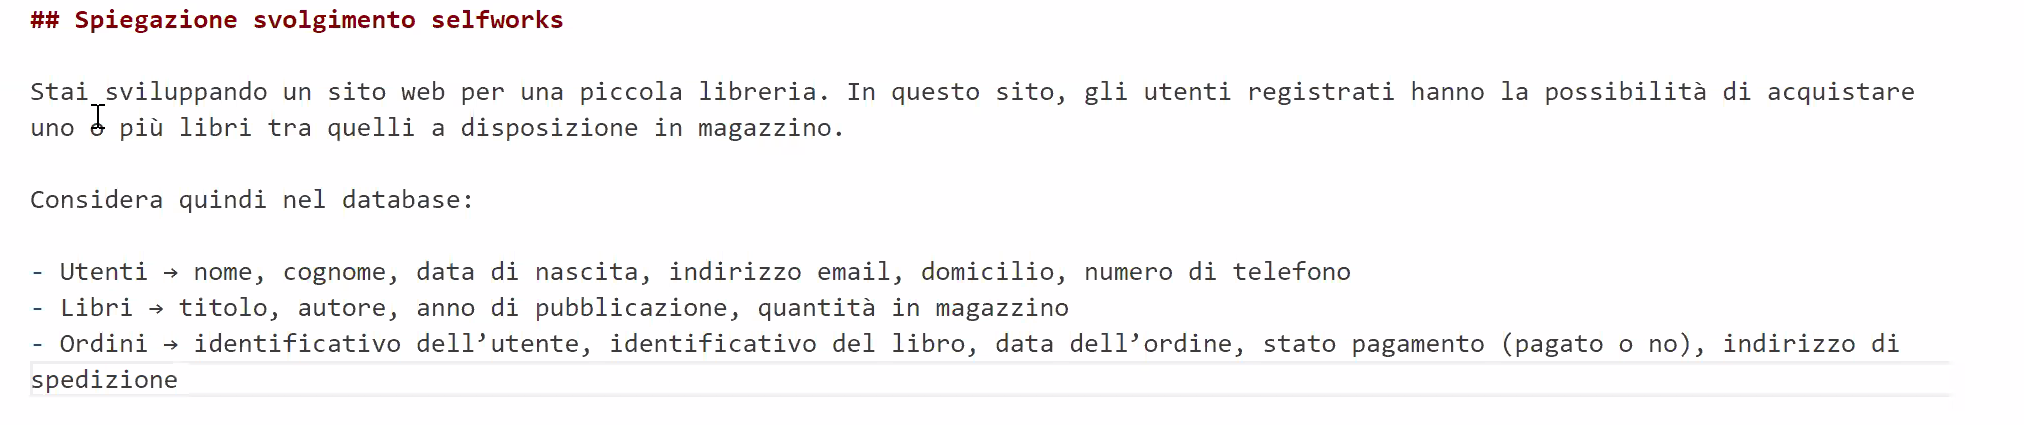 ## Spiegazione svolgimento selfworks
Stai sviluppando un sito web per una piccola libreria. In questo sito, gli utenti registrati hanno la possibilità di acquistare
uno o più libri tra quelli a disposizione in magazzino.
Considera quindi nel database:
- Utenti → nome, cognome, data di nascita, indirizzo email, domicilio, numero di telefono
- Libri → titolo, autore, anno di pubblicazione, quantità in magazzino
- Ordini → identificativo dell’utente, identificativo del libro, data dell’ordine, stato pagamento (pagato o no), indirizzo di
spedizione